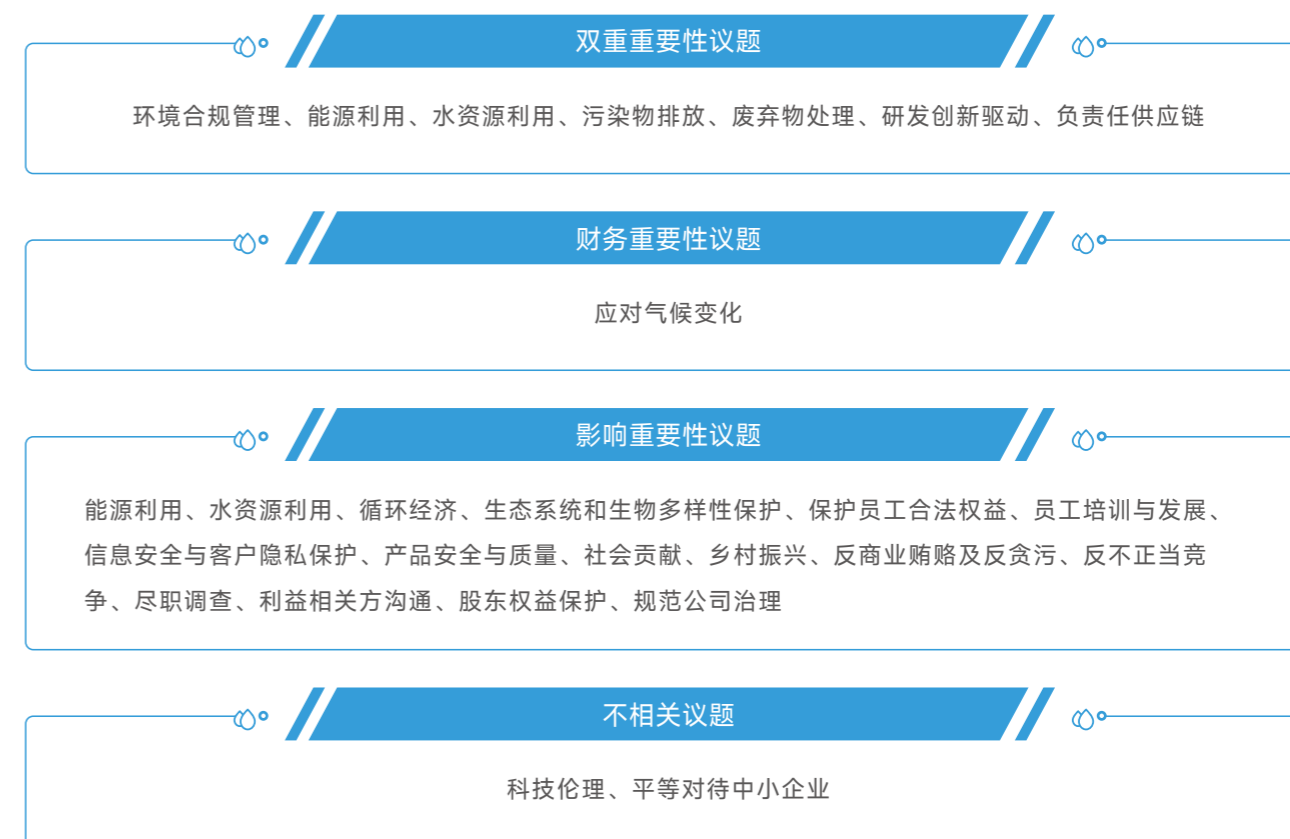 双重重要性议题
环境合规管理、能源利用、水资源利用、污染物排放、废弃物处理、研发创新驱动、负责任供应链
财务重要性议题
应对气候变化
影响重要性议题
能源利用、水资源利用、循环经济、生态系统和生物多样性保护、保护员工合法权益、员工培训与发展、
信息安全与客户隐私保护、产品安全与质量、社会贡献、乡村振兴、反商业贿赂及反贪污、反不正当竞
争、尽职调查、利益相关方沟通、股东权益保护、规范公司治理
不相关议题
科技伦理、平等对待中小企业